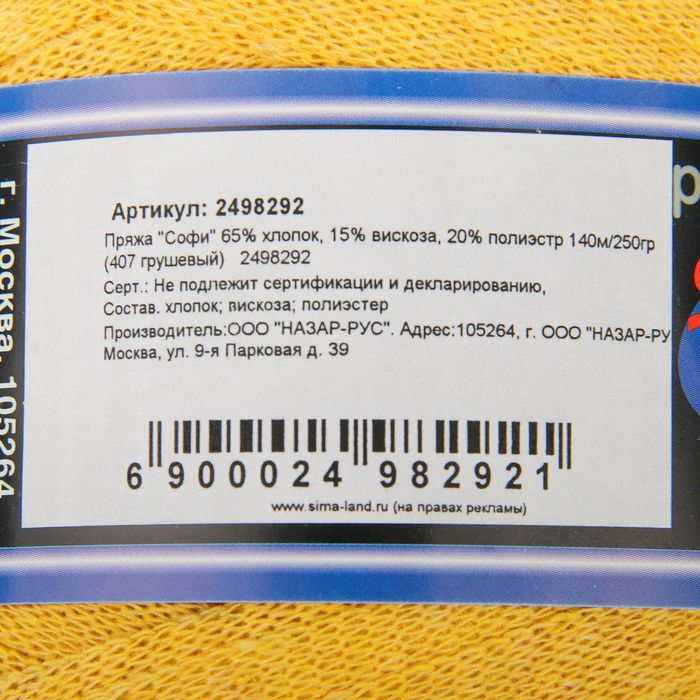 Артикул: 2498292
Пряжа "Софи" 65% хлопок, 15% вискоза, 20% полиэстр 140м/250гр
(407 грушевый) 2498292
Серт.: Не подлежит сертификации и декларированию,
Состав. хлопок; вискоза; полиэстер
Производитель:ООО "НАЗАР-РУС". Адрес:105264, г. ООО "НАЗАР-РУ
Москва, ул. 9-я Парковая д. 39
6 900024 982921
www.sima-land.ru (на правах рекламы)
г. Москва, 105264